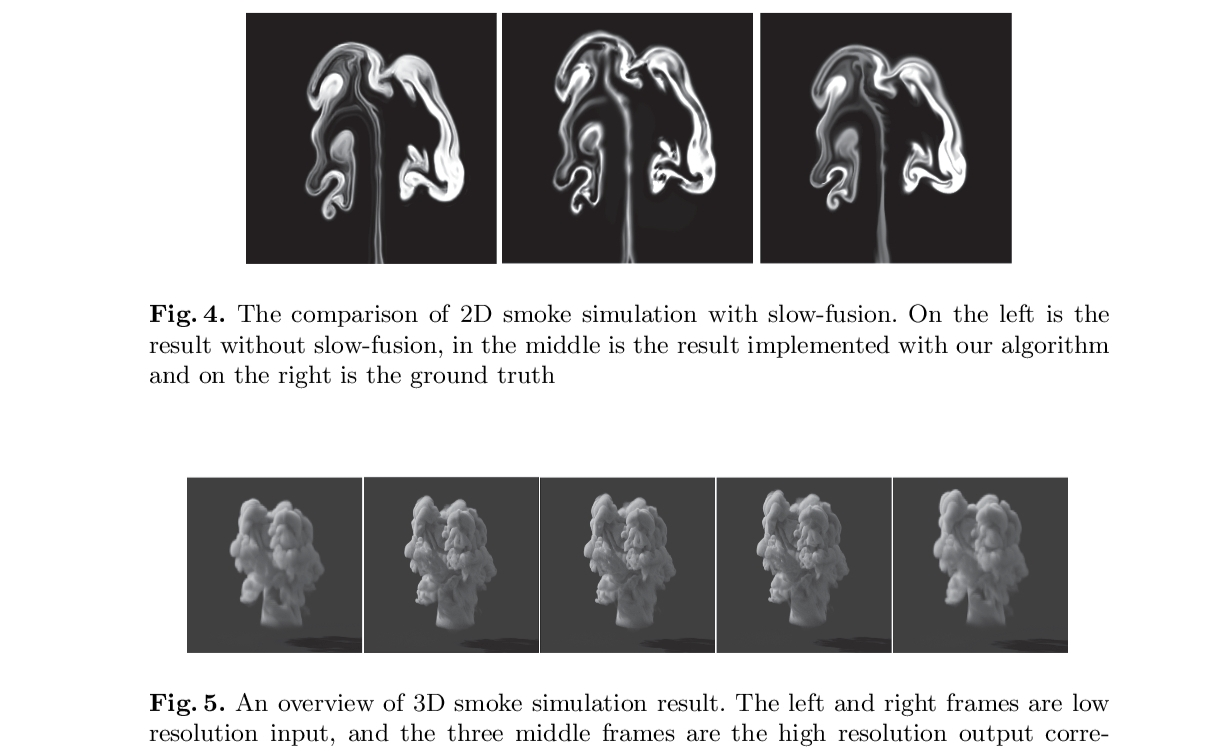 Fig. 4. The comparison of 2D smoke simulation with slow-fusion. On the left is the
result without slow-fusion, in the middle is the result implemented with our algorithm
and on the right is the ground truth
Fig. 5. An overview of 3D smoke simulation result. The left and right frames are low
resolution input, and the three middle frames are the high resolution output corre-